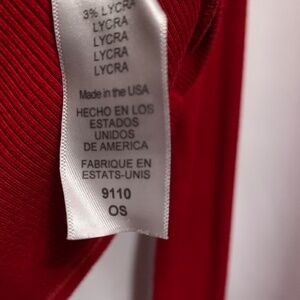 3% LYCRA
LYCRA
LYCRA
LYCRA
LYCRA
Made in the USA
HECHO EN LOS
ESTADOS
UNIDOS
DE AMERICA
FABRIQUE EN
ESTATS-UNIS
9110
OS